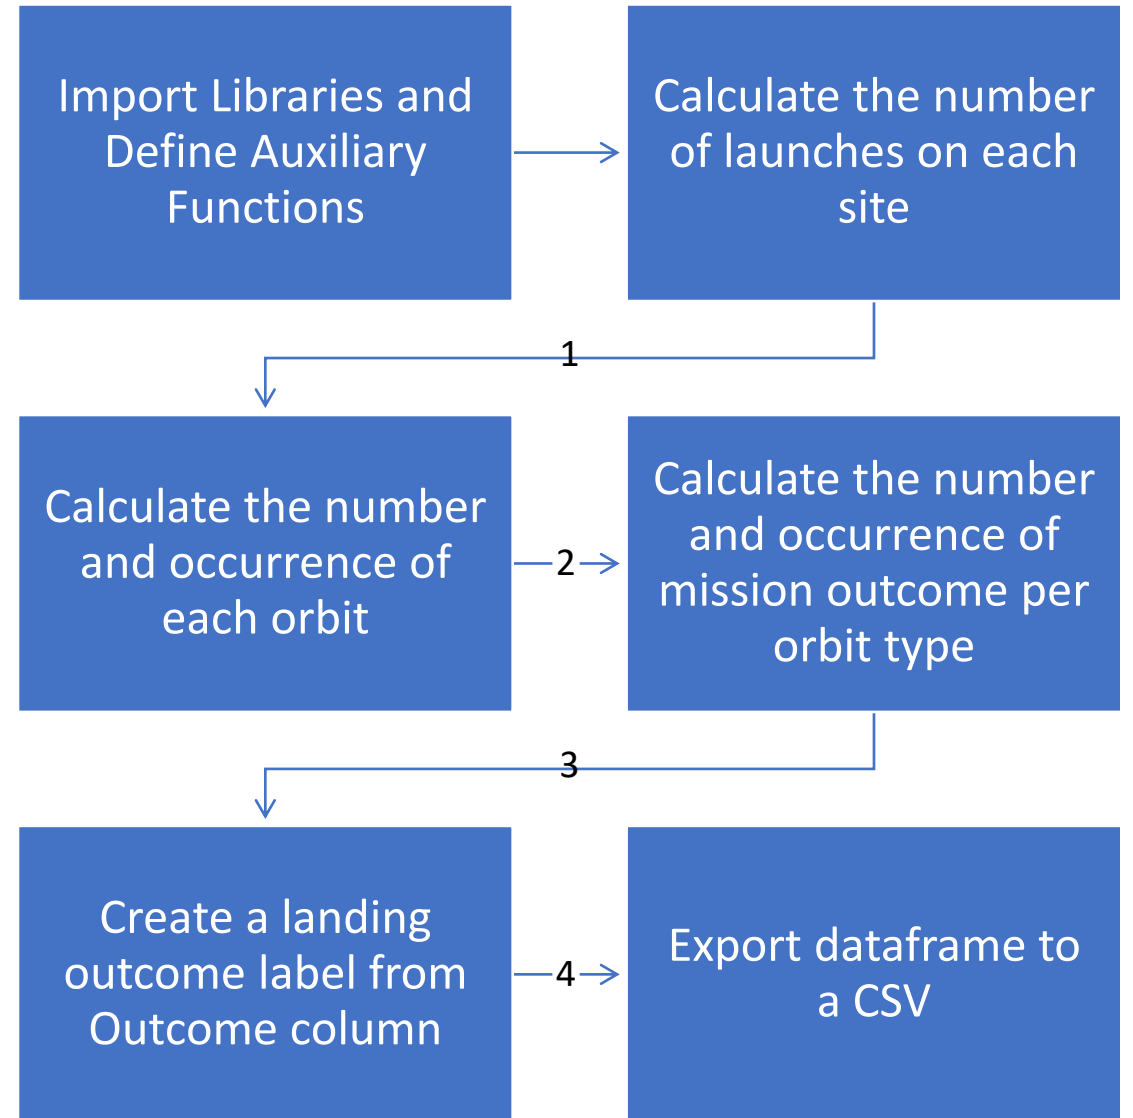 Import Libraries and
Define Auxiliary
Functions
Calculate the number
of launches on each
site
1
Calculate the number
and occurrence of
each orbit
2
Calculate the number
and occurrence of
mission outcome per
orbit type
3
Create a landing
outcome label from
Outcome column
4
Export dataframe to
a CSV